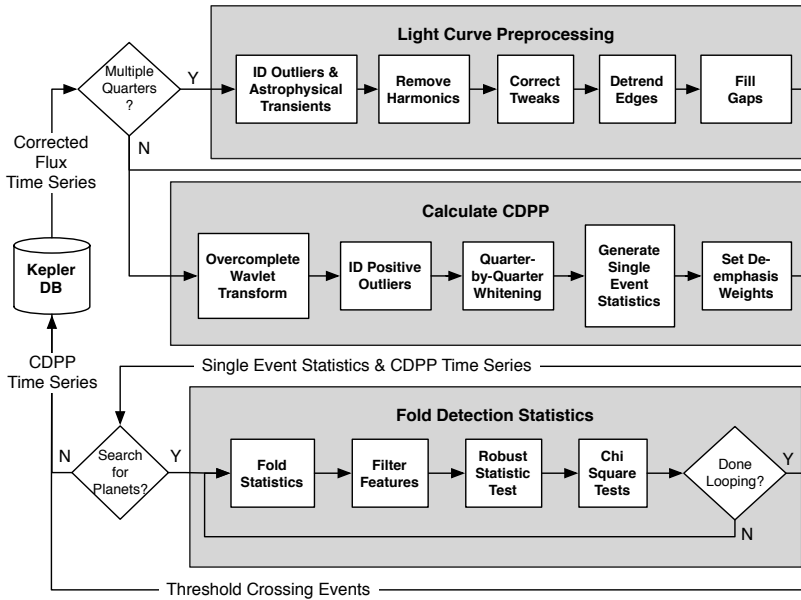 Light Curve Preprocessing
Multiple
Quarters
?
Y
N
ID Outliers &
Astrophysical
Transients
Remove
Harmonics
Correct
Tweaks
Detrend
Edges
Fill
Gaps
Corrected
Flux
Time Series
Kepler
DB
CDPP
Time Series
Calculate CDPP
Overcomplete
Wavlet
Transform
ID Positive
Outliers
Quarter-
by-Quarter
Whitening
Generate
Single
Event
Statistics
Set De-
emphasis
Weights
Single Event Statistics & CDPP Time Series
Fold Detection Statistics
N
Search
for
Planets?
Y
Fold
Statistics
Filter
Features
Robust
Statistic
Test
Chi
Square
Tests
Done
Looping?
Y
N
Threshold Crossing Events